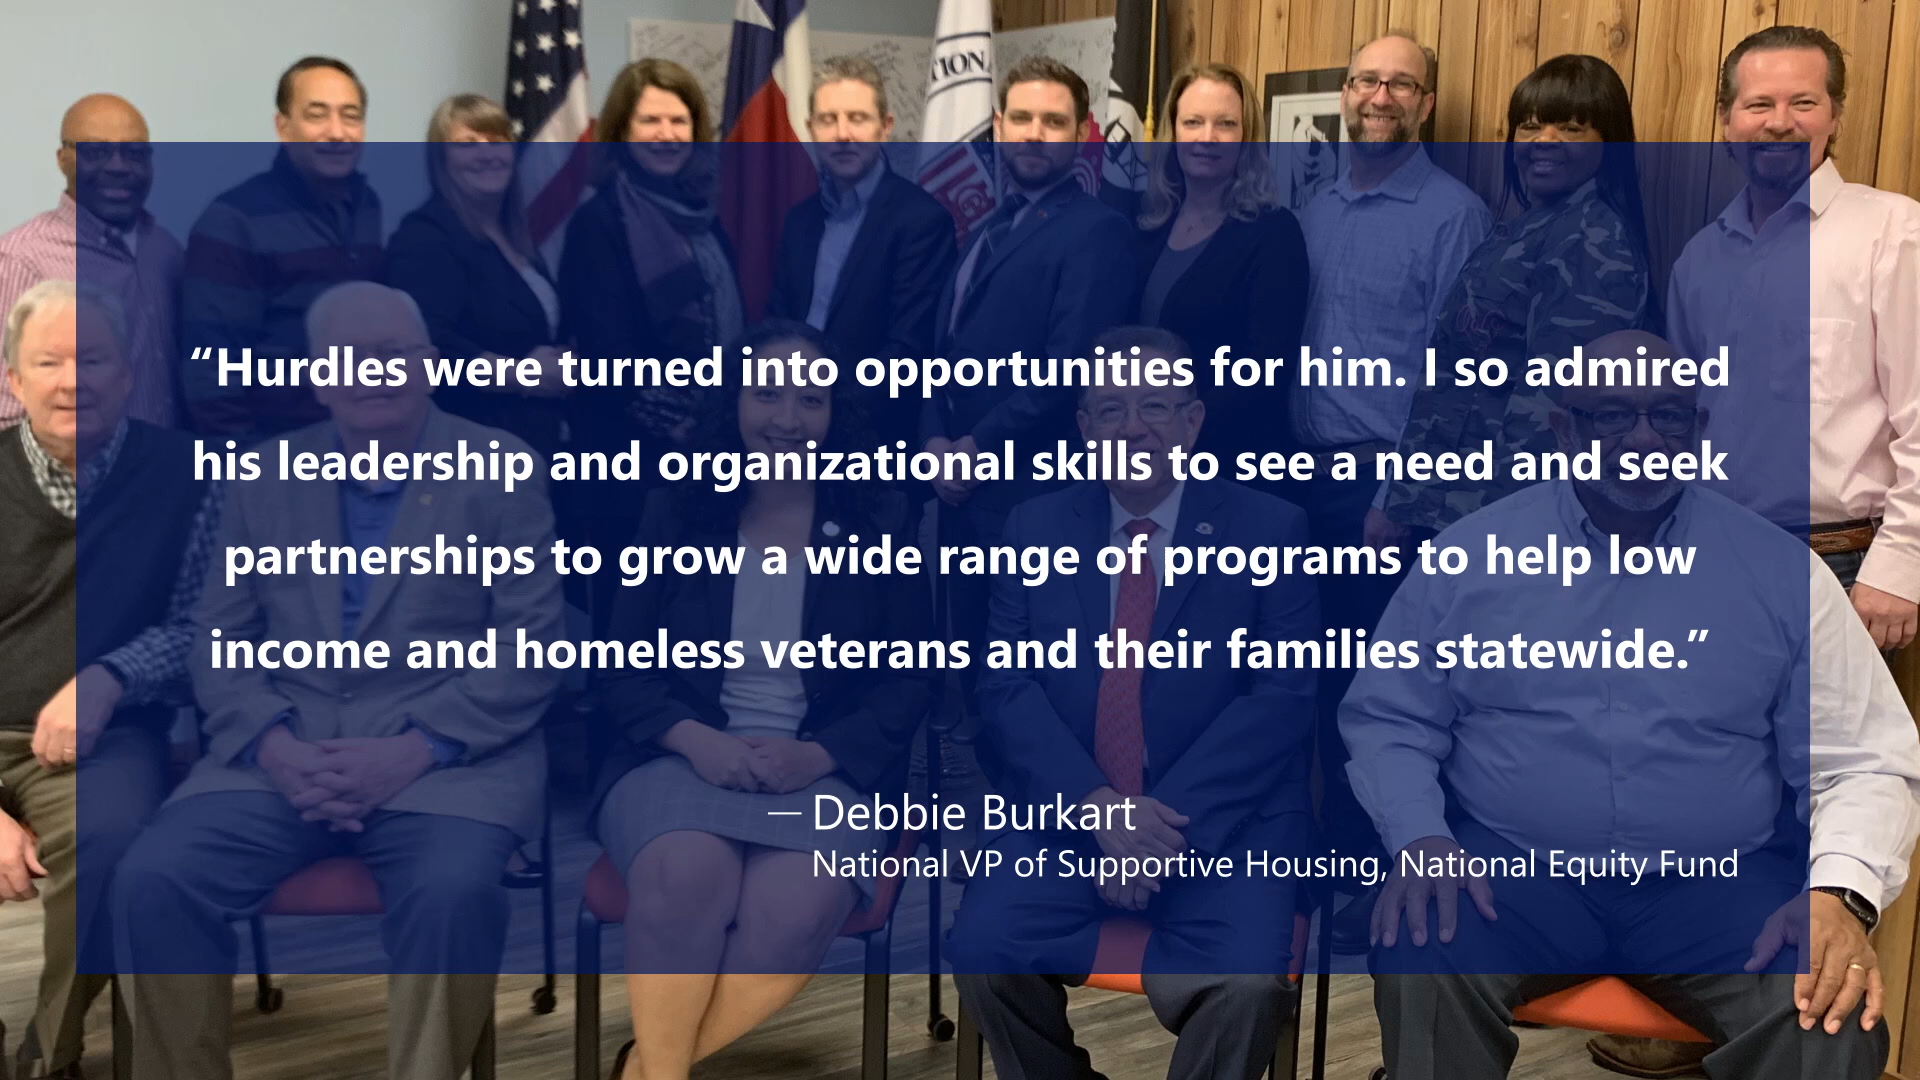 TION
“Hurdles were turned into opportunities for him. I so admired
his leadership and organizational skills to see a need and seek
partnerships to grow a wide range of programs to help low
income and homeless veterans and their families statewide.”
— Debbie Burkart
National VP of Supportive Housing, National Equity Fund